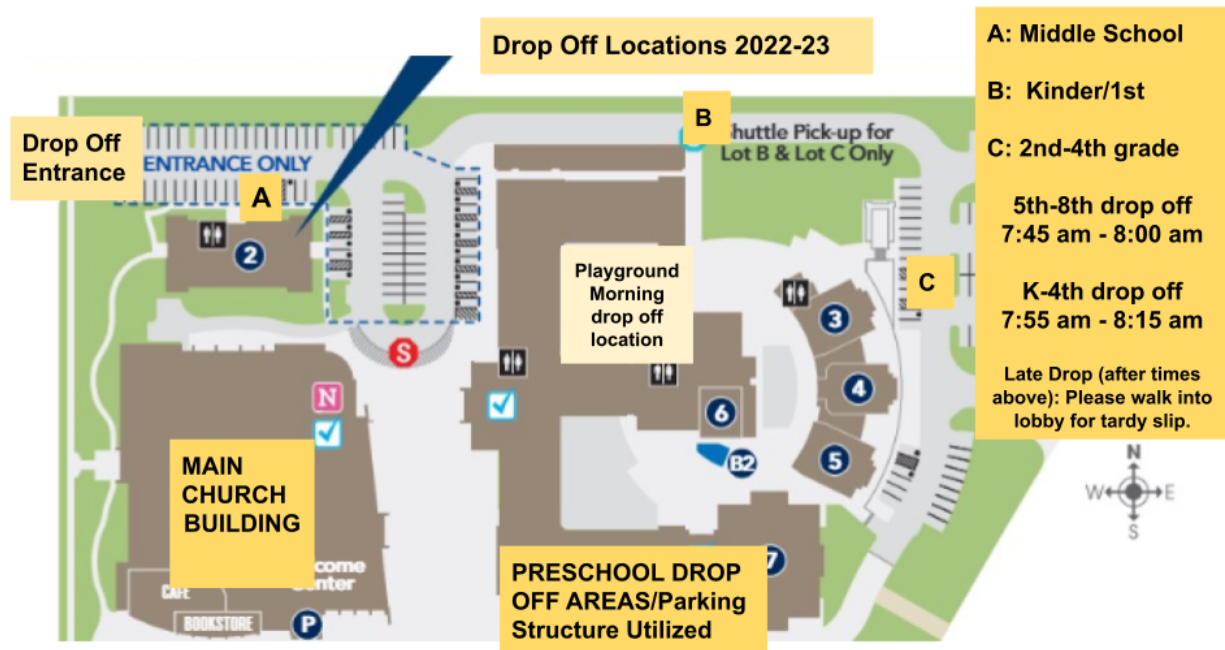 Drop Off Locations 2022-23
A: Middle School
B: Kinder/1st
C: 2nd-4th grade
5th-8th drop off
7:45 am - 8:00 am
K-4th drop off
7:55 am - 8:15 am
Late Drop (after times
above): Please walk into
lobby for tardy slip.
Drop Off
Entrance
ENTRANCE ONLY
A
B
Shuttle Pick-up for
Lot B & Lot C Only
2
Playground
Morning
drop off
location
C
3
S
4
N
6
5
B2
MAIN
CHURCH
BUILDING
N
W
E
S
PRESCHOOL DROP
OFF AREAS/Parking
Structure Utilized
7
Center
CAFE
BOOKSTORE
P